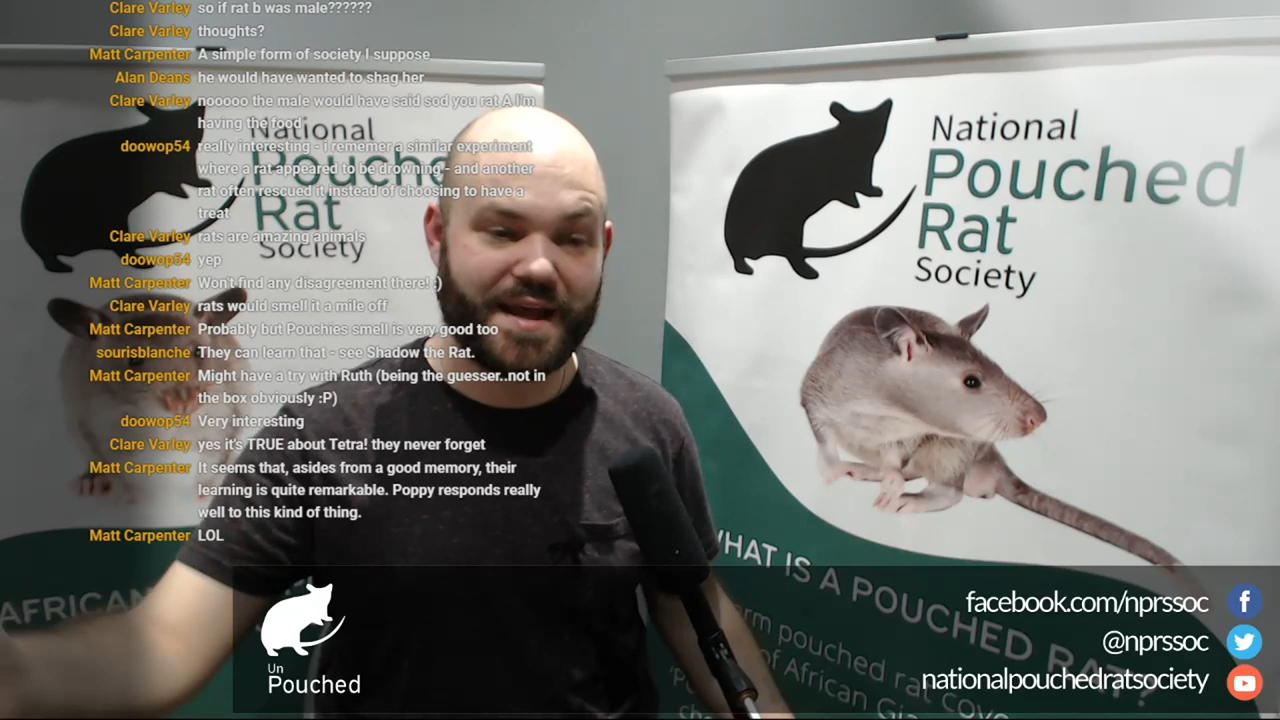 Clare Varley so if rat b was male??????
Clare Varley thoughts?
Matt Carpenter A simple form of society I suppose
Alan Deans he would have wanted to shag her
Clare Varley nooooo the male would have said sod you rat A I'm
having the food
doowop54 really interesting - i rememer a similar experiment
where a rat appeared to be drowning - and another
rat often rescued it instead of choosing to have a
treat
Clare Varley rats are amazing animals
doowop54 yep
Matt Carpenter Won't find any disagreement there! :)
Clare Varley rats would smell it a mile off
Matt Carpenter Probably but Pouchies smell is very good too
sourisblanche They can learn that - see Shadow the Rat.
Matt Carpenter Might have a try with Ruth (being the guesser..not in
the box obviously :P)
doowop54 Very interesting
Clare Varley yes it's TRUE about Tetra! they never forget
Matt Carpenter It seems that, asides from a good memory, their
learning is quite remarkable. Poppy responds really
well to this kind of thing.
Matt Carpenter LOL
National
Pouche
Rat
Society
AFRICAN
National
Pouched
Rat
Society
WHAT IS A POUCHED RAT?
rm pouched rat cove
of African Gia
Un
Pouched
facebook.com/nprssoc
@nprssoc
nationalpouchedratsociety